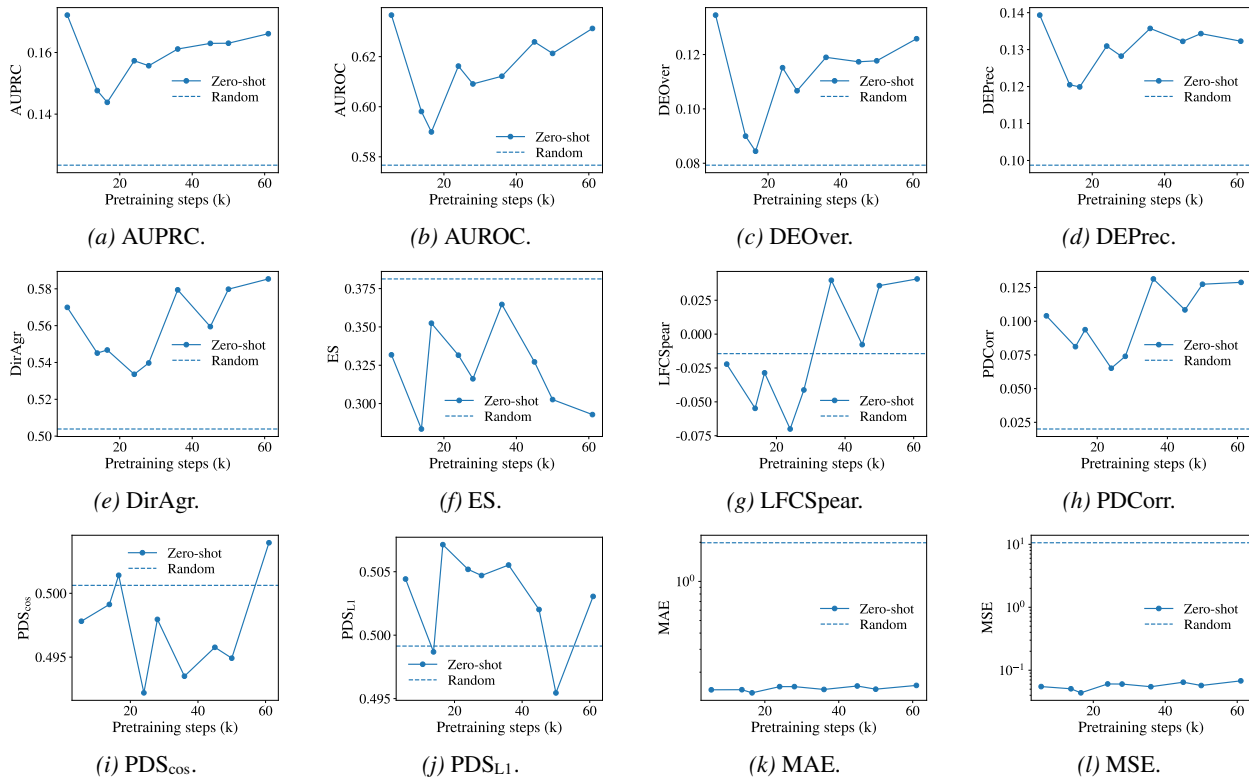 0.16
0.14
AUPRC
Zero-shot
Random
20
40
60
Pretraining steps (k)
(a) AUPRC.
0.62
0.60
0.58
AUROC
Zero-shot
Random
20
40
60
Pretraining steps (k)
(b) AUROC.
0.12
0.10
0.08
DEOver
Zero-shot
Random
20
40
60
Pretraining steps (k)
(c) DEOver.
0.14
0.13
0.12
0.11
0.10
DEPrec
Zero-shot
Random
20
40
60
Pretraining steps (k)
(d) DEPrec.
0.58
0.56
0.54
0.52
0.50
DirAgr
Zero-shot
Random
20
40
60
Pretraining steps (k)
(e) DirAgr.
0.375
0.350
0.325
0.300
ES
Zero-shot
Random
20
40
60
Pretraining steps (k)
(f) ES.
0.025
0.000
-0.025
-0.050
-0.075
LFCSpear
Zero-shot
Random
20
40
60
Pretraining steps (k)
(g) LFCSpear.
0.125
0.100
0.075
0.050
0.025
PDCorr
Zero-shot
Random
20
40
60
Pretraining steps (k)
(h) PDCorr.
0.500
0.495
PDS_cos
Zero-shot
Random
20
40
60
Pretraining steps (k)
(i) PDS_cos.
0.505
0.500
0.495
PDS_L1
Zero-shot
Random
20
40
60
Pretraining steps (k)
(j) PDS_L1.
10⁰
MAE
Zero-shot
Random
20
40
60
Pretraining steps (k)
(k) MAE.
10¹
10⁰
10⁻¹
MSE
Zero-shot
Random
20
40
60
Pretraining steps (k)
(l) MSE.